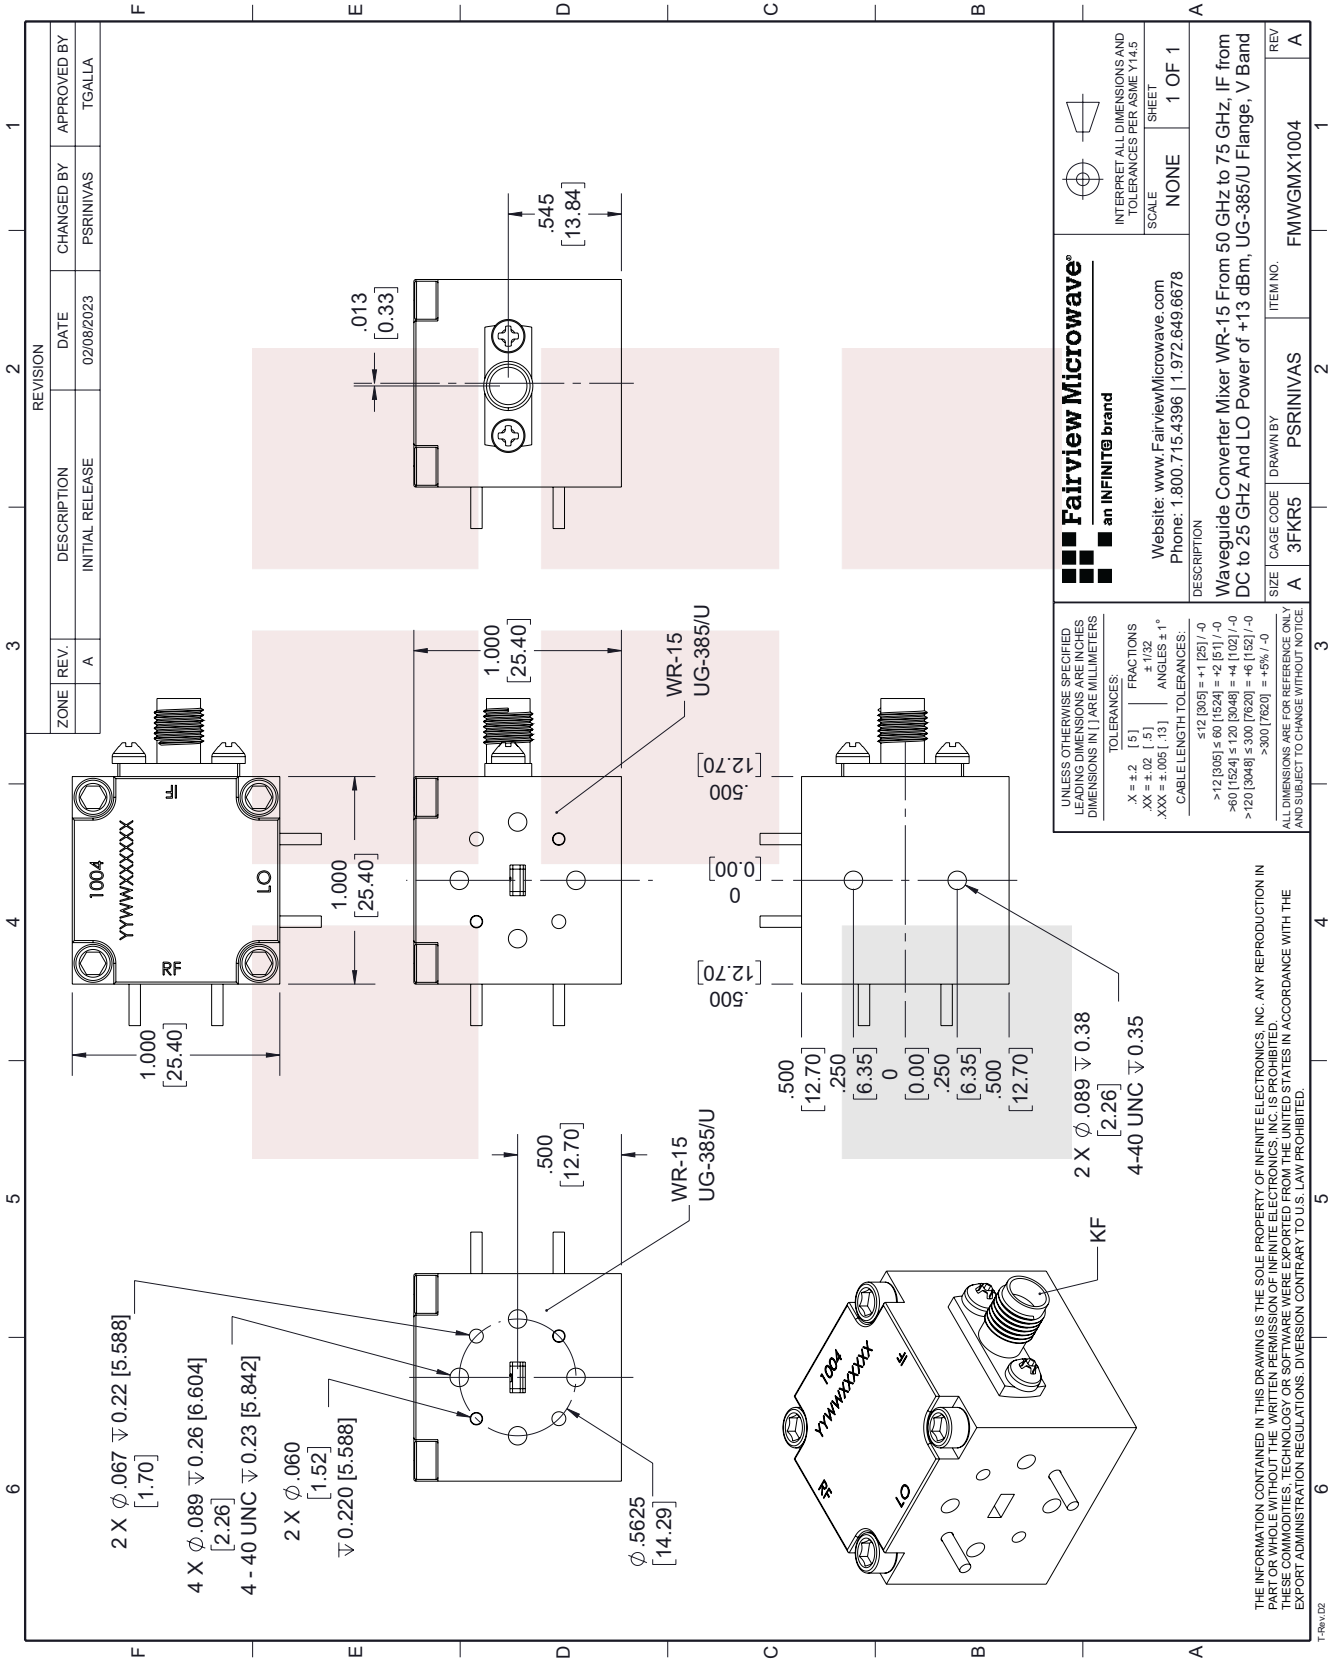 6
5
4
3
2
1
REVISION
ZONE
REV.
DESCRIPTION
DATE
CHANGED BY
APPROVED BY
A
INITIAL RELEASE
02/08/2023
PSRINIVAS
TGALLA
F
E
D
C
B
A
2 X ⌀.067 ↧0.22 [5.588]
[1.70]
4 X ⌀.089 ↧0.26 [6.604]
[2.26]
4 - 40 UNC ↧0.23 [5.842]
2 X ⌀.060
[1.52]
↧0.220 [5.588]
⌀.5625
[14.29]
.500
[12.70]
WR-15
UG-385/U
1.000
[25.40]
1004
YYWWXXXXXX
RF
LO
IF
1.000
[25.40]
1.000
[25.40]
WR-15
UG-385/U
.013
[0.33]
.545
[13.84]
.500
[12.70]
0
[0.00]
.500
[12.70]
.500
[12.70]
.250
[6.35]
0
[0.00]
.250
[6.35]
.500
[12.70]
2 X ⌀.089 ↧0.38
[2.26]
4-40 UNC ↧0.35
1004
YYWWXXXXXX
RF
LO
IF
KF
UNLESS OTHERWISE SPECIFIED
LEADING DIMENSIONS ARE INCHES
DIMENSIONS IN [ ] ARE MILLIMETERS
TOLERANCES:
.X = ±.2 [5] FRACTIONS
.XX = ±.02 [.5] ± 1/32
.XXX = ±.005 [.13] ANGLES ± 1°
CABLE LENGTH TOLERANCES:
≤12 [305] = +1 [25] / -0
>12 [305] ≤ 60 [1524] = +2 [51] / -0
>60 [1524] ≤ 120 [3048] = +4 [102] / -0
>120 [3048] ≤ 300 [7620] = +6 [152] / -0
>300 [7620] = +5% / -0
ALL DIMENSIONS ARE FOR REFERENCE ONLY
AND SUBJECT TO CHANGE WITHOUT NOTICE.
Fairview Microwave®
an INFINITE brand
Website: www.FairviewMicrowave.com
Phone: 1.800.715.4396 | 1.972.649.6678
INTERPRET ALL DIMENSIONS AND
TOLERANCES PER ASME Y14.5
SCALE
NONE
SHEET
1 OF 1
DESCRIPTION
Waveguide Converter Mixer WR-15 From 50 GHz to 75 GHz, IF from
DC to 25 GHz And LO Power of +13 dBm, UG-385/U Flange, V Band
SIZE
A
CAGE CODE
3FKR5
DRAWN BY
PSRINIVAS
ITEM NO.
FMWGMX1004
REV
A
THE INFORMATION CONTAINED IN THIS DRAWING IS THE SOLE PROPERTY OF INFINITE ELECTRONICS, INC. ANY REPRODUCTION IN
PART OR WHOLE WITHOUT THE WRITTEN PERMISSION OF INFINITE ELECTRONICS, INC. IS PROHIBITED.
THESE COMMODITIES, TECHNOLOGY OR SOFTWARE WERE EXPORTED FROM THE UNITED STATES IN ACCORDANCE WITH THE
EXPORT ADMINISTRATION REGULATIONS. DIVERSION CONTRARY TO U.S. LAW PROHIBITED.
T-Rev.D2
6
5
4
3
2
1
F
E
D
C
B
A